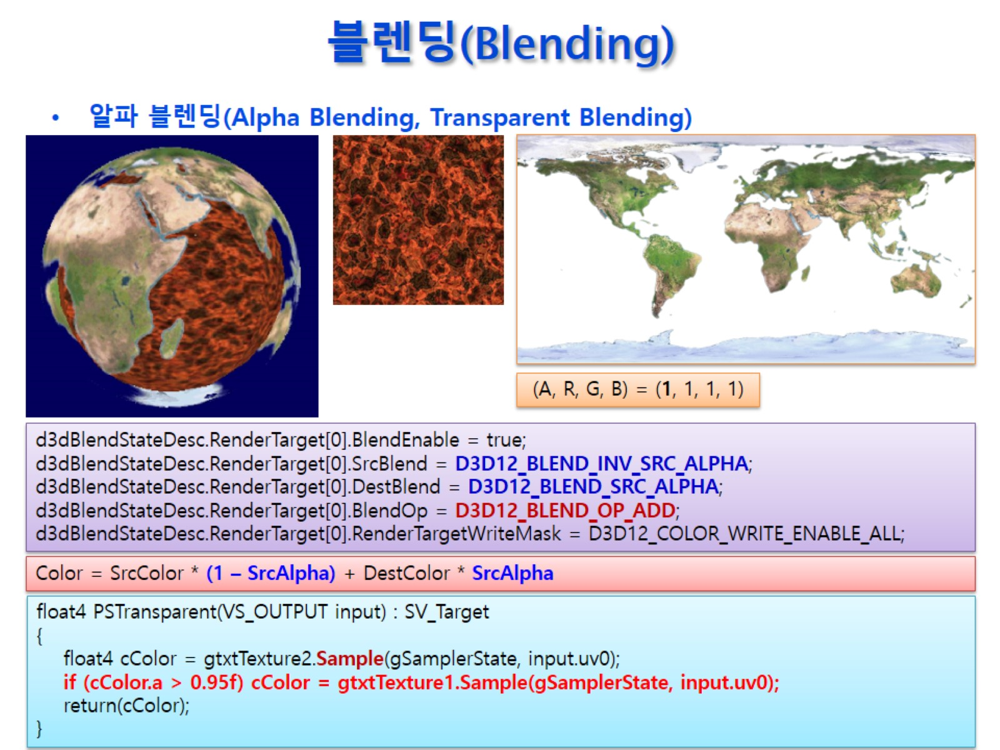 블렌딩(Blending)
• 알파 블렌딩(Alpha Blending, Transparent Blending)
(A, R, G, B) = (1, 1, 1, 1)
d3dBlendStateDesc.RenderTarget[0].BlendEnable = true;
d3dBlendStateDesc.RenderTarget[0].SrcBlend = D3D12_BLEND_INV_SRC_ALPHA;
d3dBlendStateDesc.RenderTarget[0].DestBlend = D3D12_BLEND_SRC_ALPHA;
d3dBlendStateDesc.RenderTarget[0].BlendOp = D3D12_BLEND_OP_ADD;
d3dBlendStateDesc.RenderTarget[0].RenderTargetWriteMask = D3D12_COLOR_WRITE_ENABLE_ALL;
Color = SrcColor * (1 – SrcAlpha) + DestColor * SrcAlpha
float4 PSTransparent(VS_OUTPUT input) : SV_Target
{
float4 cColor = gtxtTexture2.Sample(gSamplerState, input.uv0);
if (cColor.a > 0.95f) cColor = gtxtTexture1.Sample(gSamplerState, input.uv0);
return(cColor);
}